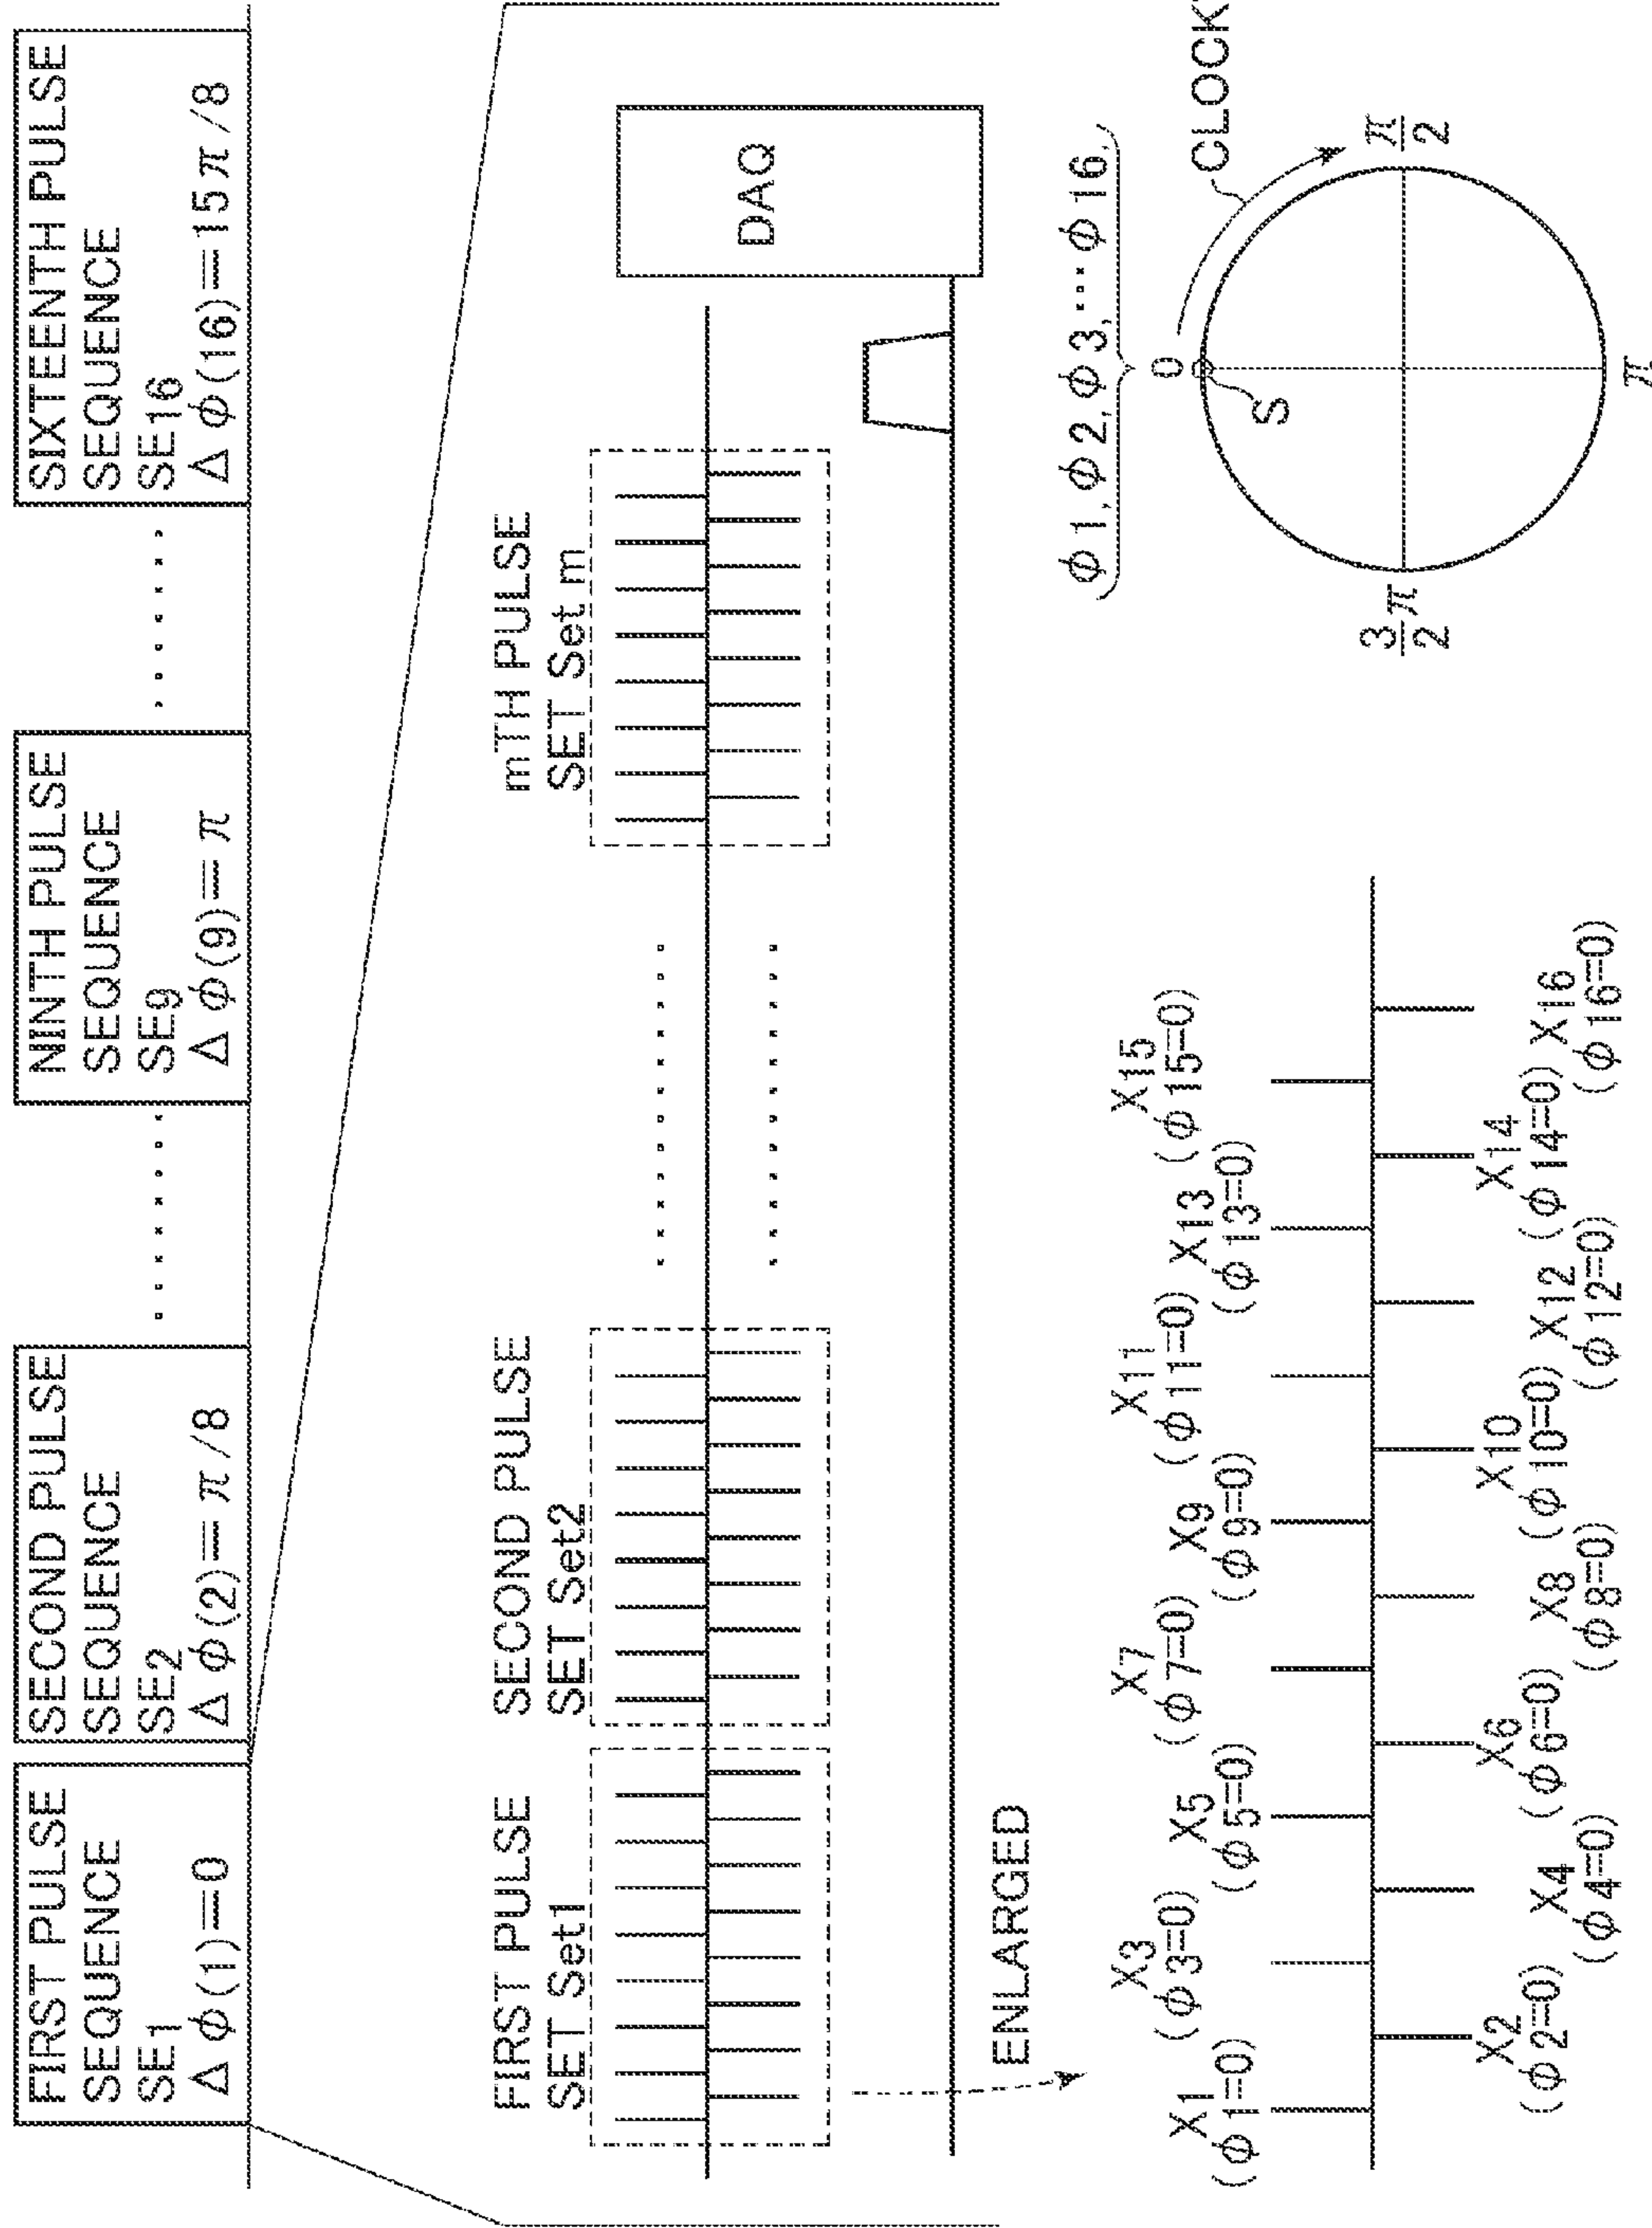 FIRST PULSE
SEQUENCE
SE1
Δφ(1)=0
SECOND PULSE
SEQUENCE
SE2
Δφ(2)=π/8
NINTH PULSE
SEQUENCE
SE9
Δφ(9)=π
SIXTEENTH PULSE
SEQUENCE
SE16
Δφ(16)=15π/8
FIRST PULSE
SET Set1
SECOND PULSE
SET Set2
mTH PULSE
SET Set m
DAQ
ENLARGED
X1
(φ1=0)
X3
(φ3=0)
X5
(φ5=0)
X7
(φ7=0)
X9
(φ9=0)
X11
(φ11=0)
X13
(φ13=0)
X15
(φ15=0)
X2
(φ2=0)
X4
(φ4=0)
X6
(φ6=0)
X8
(φ8=0)
X10
(φ10=0)
X12
(φ12=0)
X14
(φ14=0)
X16
(φ16=0)
φ1,φ2,φ3,···φ16,
0
S
CLOCK
π
2
π
3π
2